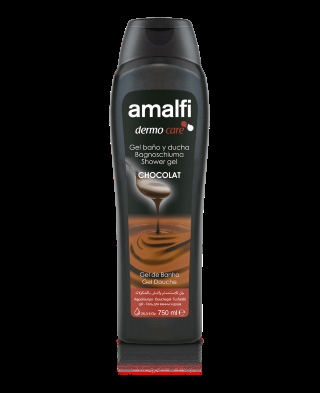 amalfi
dermo care
Gel baño y ducha
Bagnoschiuma
Shower gel
CHOCOLAT
Gel de Banho
Gel Douche
750 ml e